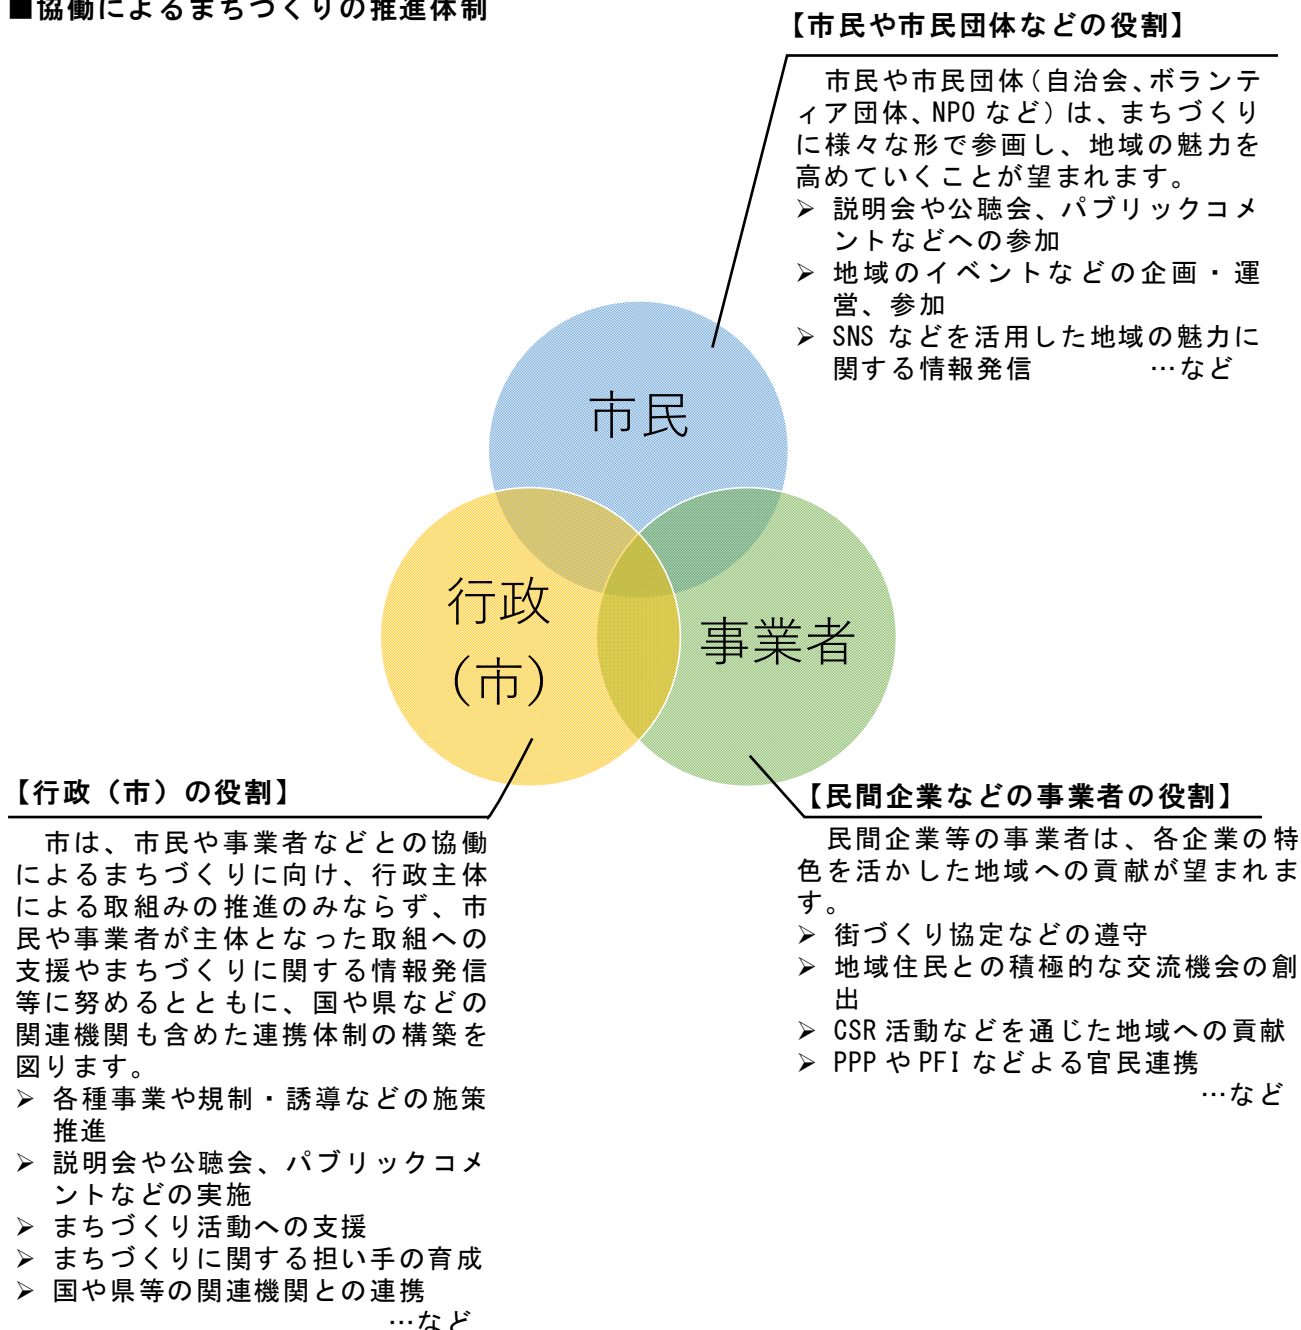 ■協働によるまちづくりの推進体制
【市民や市民団体などの役割】
市民や市民団体（自治会、ボランテ
ィア団体、NPO など）は、まちづくり
に様々な形で参画し、地域の魅力を
高めていくことが望まれます。
➢ 説明会や公聴会、パブリックコメ
ントなどへの参加
➢ 地域のイベントなどの企画・運
営、参加
➢ SNS などを活用した地域の魅力に
関する情報発信　　　…など
市民
行政
（市）
事業者
【行政（市）の役割】
市は、市民や事業者などとの協働
によるまちづくりに向け、行政主体
による取組みの推進のみならず、市
民や事業者が主体となった取組への
支援やまちづくりに関する情報発信
等に努めるとともに、国や県などの
関連機関も含めた連携体制の構築を
図ります。
➢ 各種事業や規制・誘導などの施策
推進
➢ 説明会や公聴会、パブリックコメ
ントなどの実施
➢ まちづくり活動への支援
➢ まちづくりに関する担い手の育成
➢ 国や県等の関連機関との連携
…など
【民間企業などの事業者の役割】
民間企業等の事業者は、各企業の特
色を活かした地域への貢献が望まれま
す。
➢ 街づくり協定などの遵守
➢ 地域住民との積極的な交流機会の創
出
➢ CSR 活動などを通じた地域への貢献
➢ PPP や PFI などよる官民連携
…など